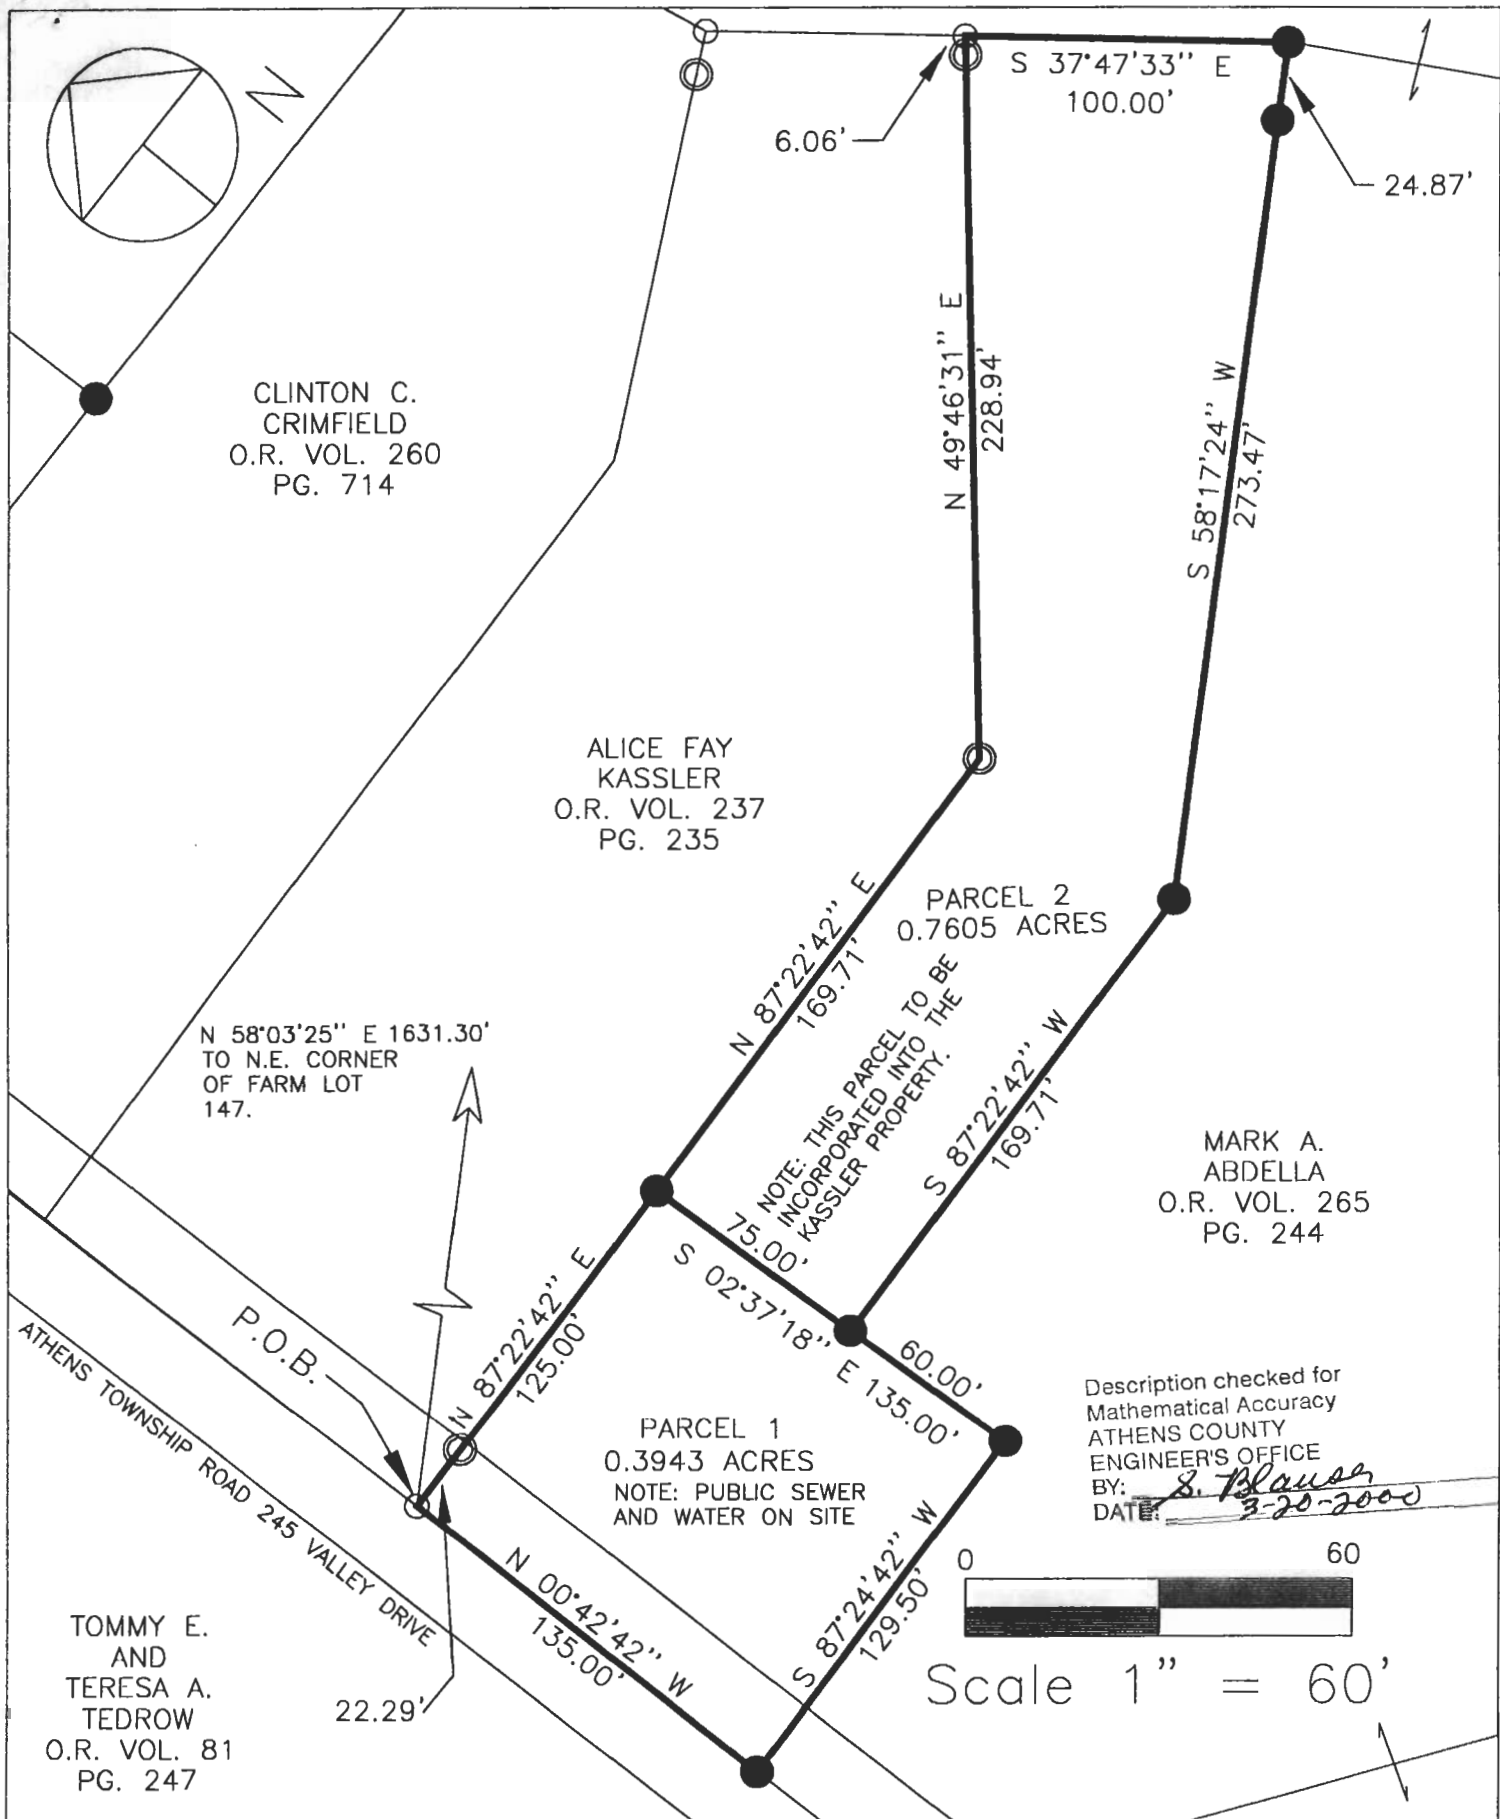 N
S 37°47'33" E
100.00'
6.06'
24.87'
N 49°46'31" E
228.94'
S 58°17'24" W
273.47'
CLINTON C.
CRIMFIELD
O.R. VOL. 260
PG. 714
ALICE FAY
KASSLER
O.R. VOL. 237
PG. 235
PARCEL 2
0.7605 ACRES
N 87°22'42" E
169.71'
NOTE: THIS PARCEL TO BE
INCORPORATED INTO THE
KASSLER PROPERTY.
S 87°22'42" W
169.71'
N 58°03'25" E 1631.30'
TO N.E. CORNER
OF FARM LOT
147.
MARK A.
ABDELLA
O.R. VOL. 265
PG. 244
75.00'
S 02°37'18" E 135.00'
60.00'
P.O.B.
N 87°22'42" E
125.00'
ATHENS TOWNSHIP ROAD 245 VALLEY DRIVE
PARCEL 1
0.3943 ACRES
NOTE: PUBLIC SEWER
AND WATER ON SITE
Description checked for
Mathematical Accuracy
ATHENS COUNTY
ENGINEER'S OFFICE
BY: S. Blauser
DATE: 3-20-2000
N 00°42'42" W
135.00'
S 87°24'42" W
129.50'
22.29'
0 60
Scale 1" = 60'
TOMMY E.
AND
TERESA A.
TEDROW
O.R. VOL. 81
PG. 247